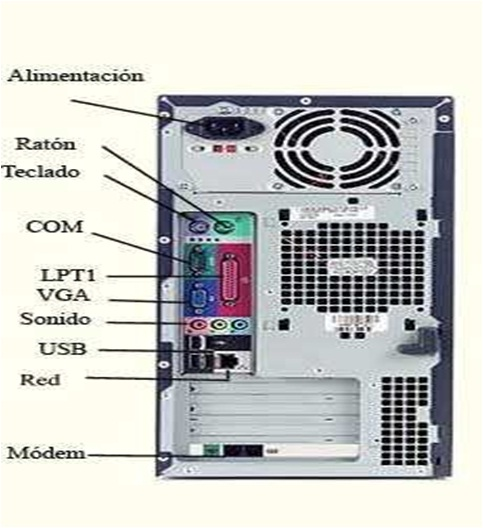 Alimentación
Ratón
Teclado
COM
LPT1
VGA
Sonido
USB
Red
Módem